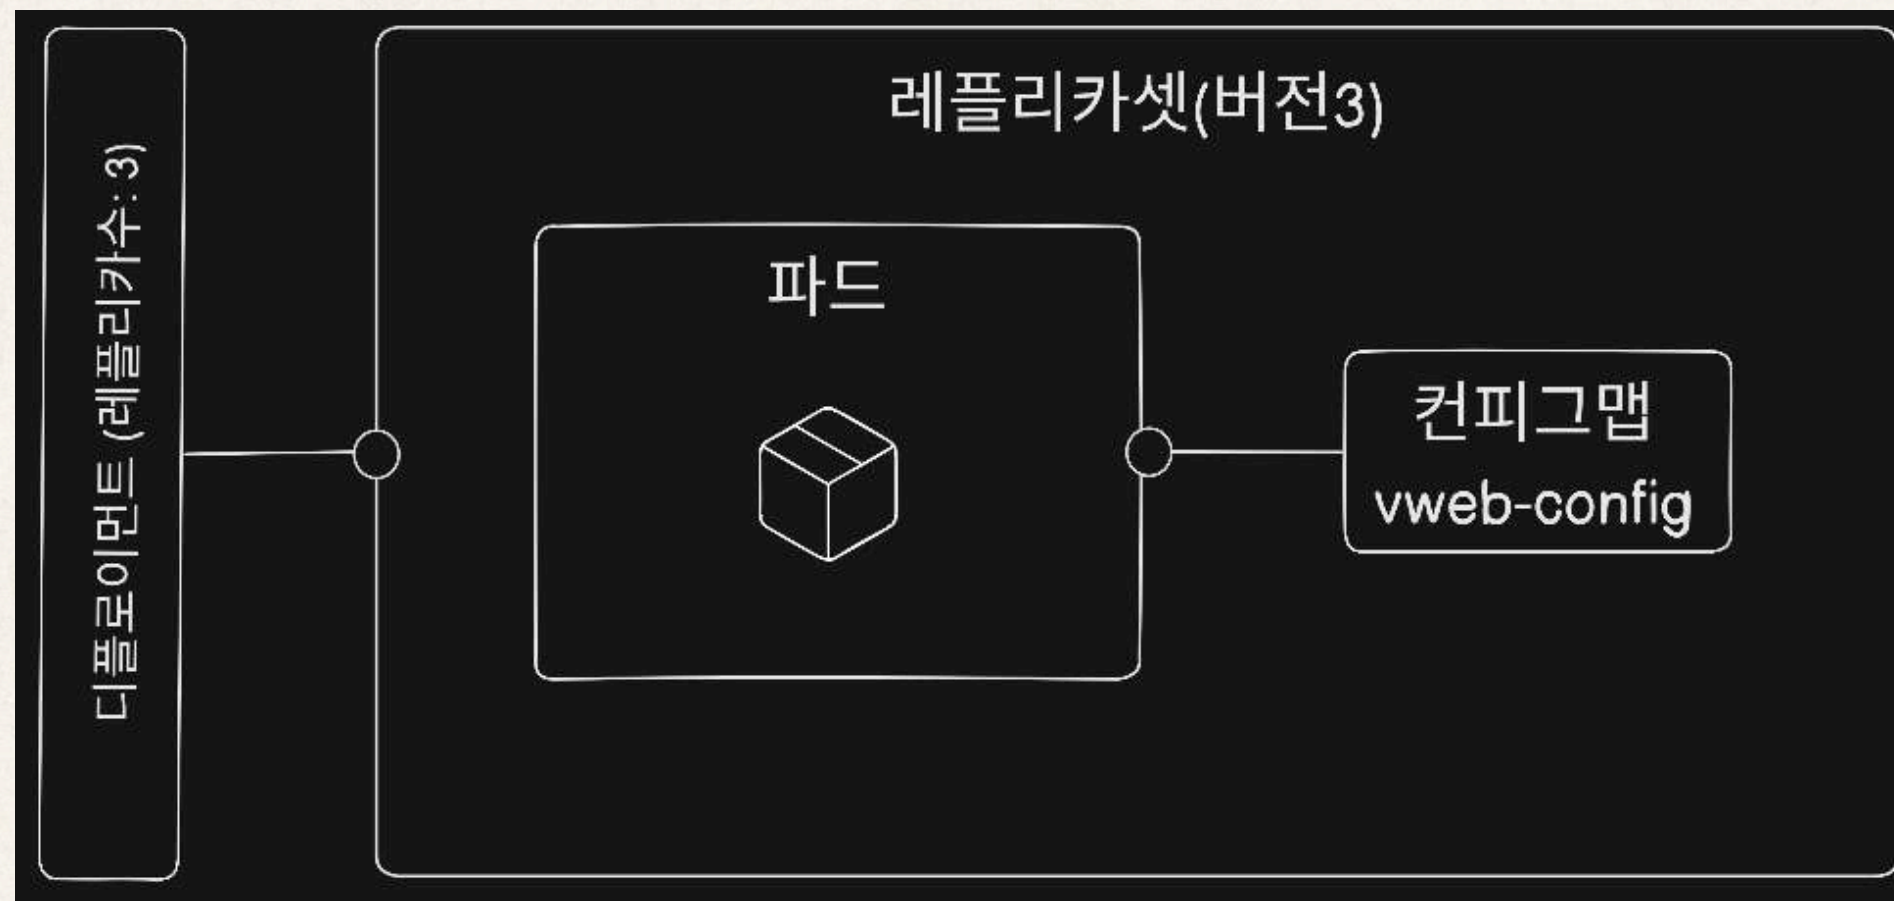 디플로이먼트 (레플리카수: 3)
레플리카셋(버전3)
파드
컨피그맵
vweb-config